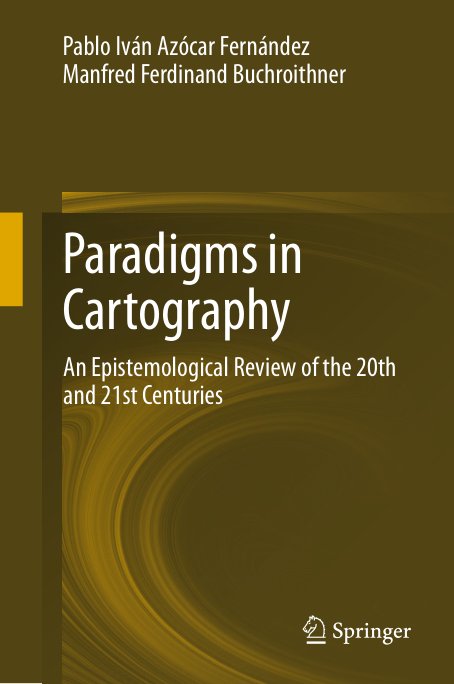 Pablo Iván Azócar Fernández
Manfred Ferdinand Buchroithner
Paradigms in
Cartography
An Epistemological Review of the 20th
and 21st Centuries
Springer